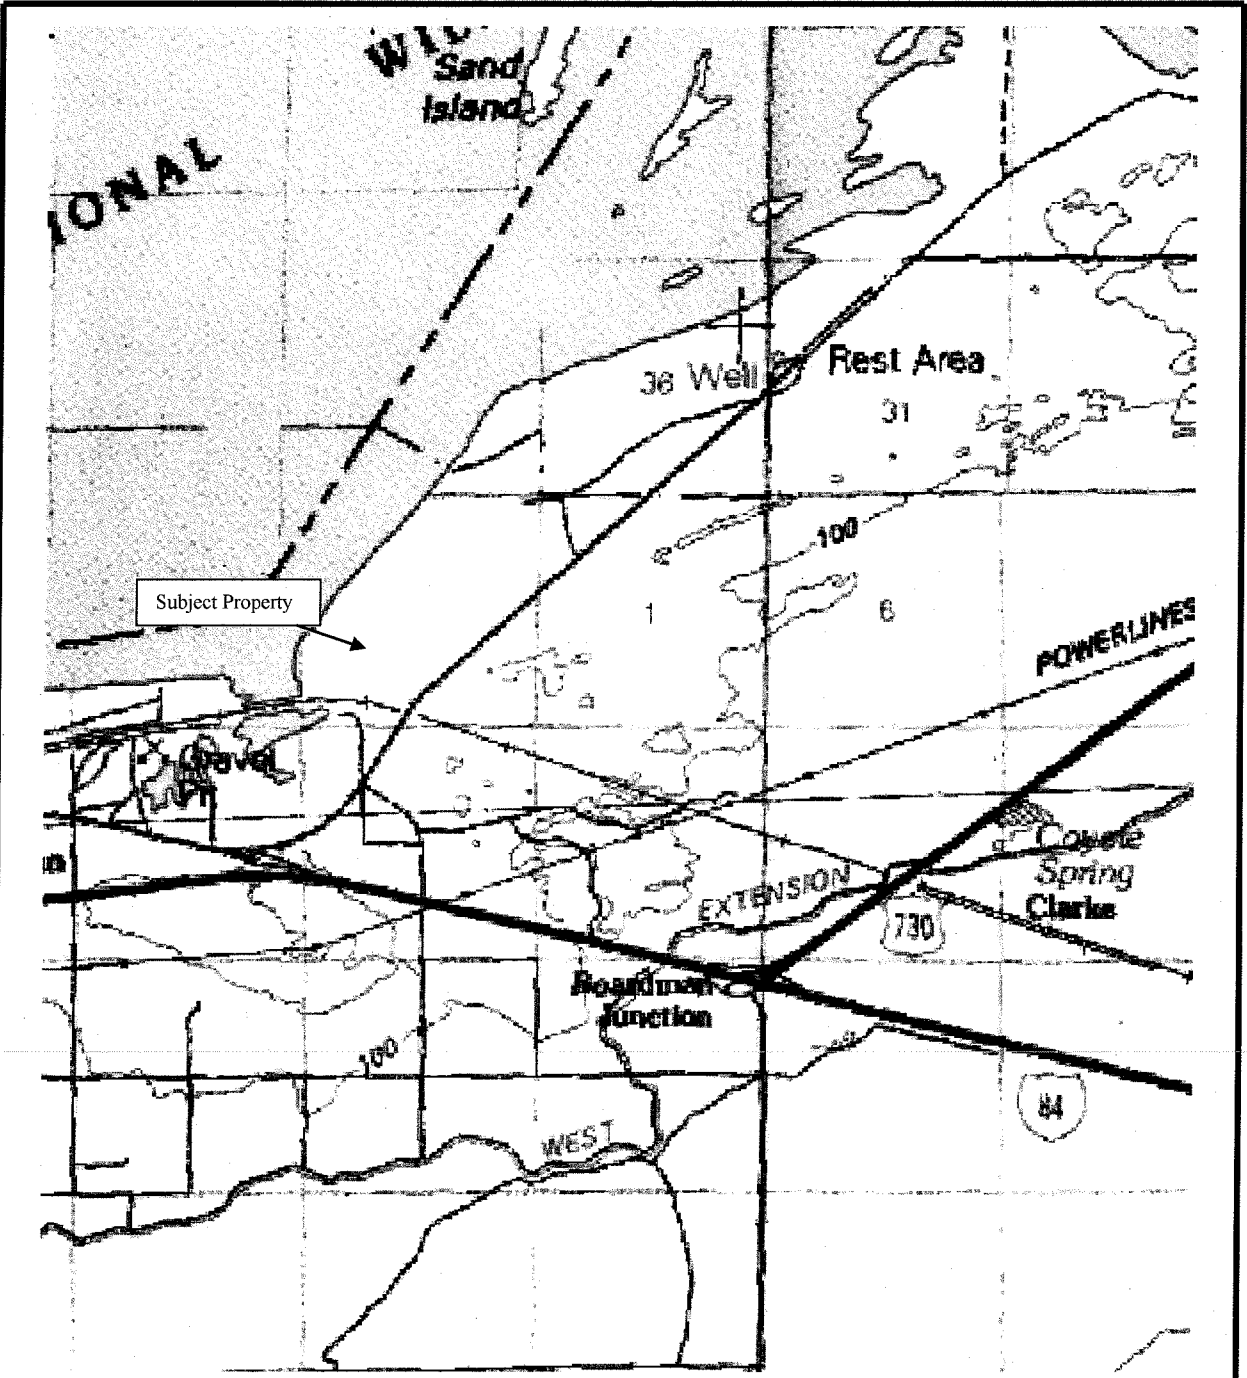 Sand
Island
IONAL
36 Well
Rest Area
31
100
Subject Property
1
6
POWERLINES
Gravel
Pit
Coyote
Spring
Clarke
EXTENSION
730
Boardman
Junction
100
84
WEST